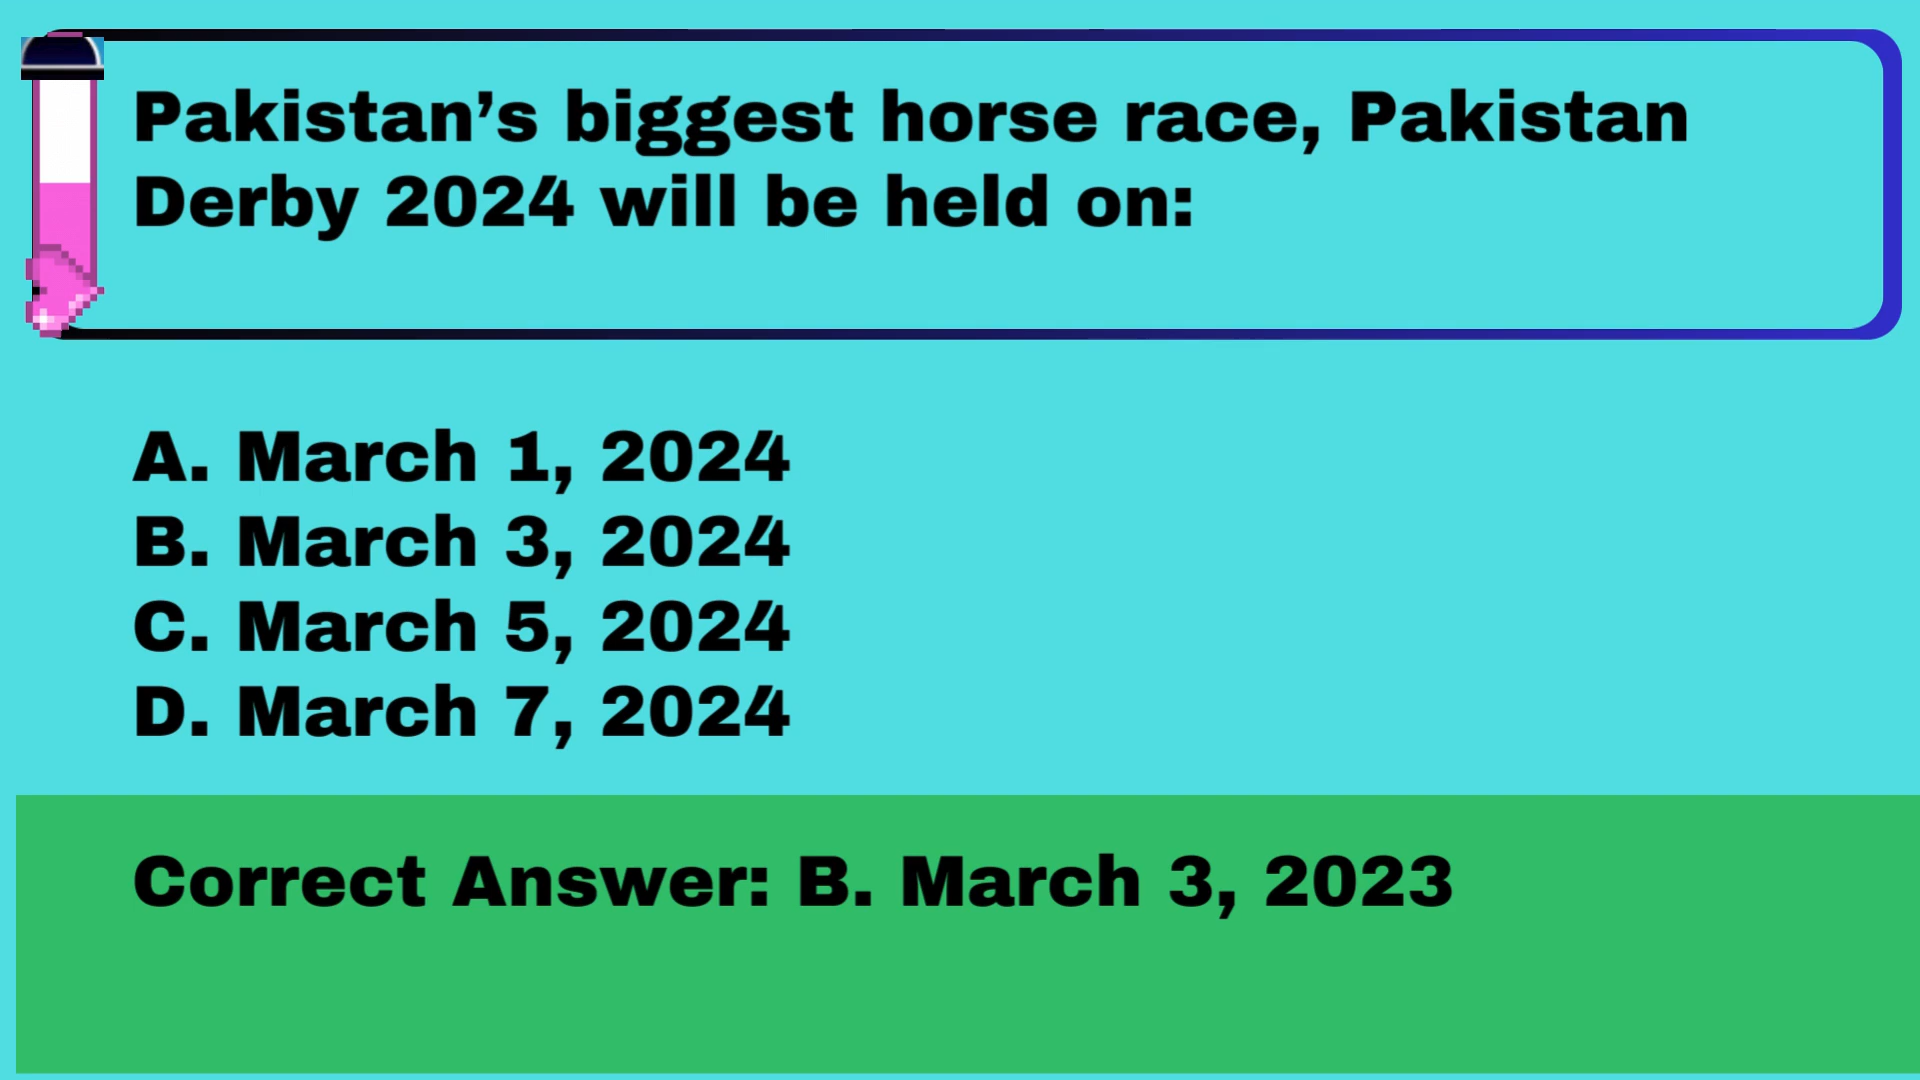 Pakistan’s biggest horse race, Pakistan
Derby 2024 will be held on:
A. March 1, 2024
B. March 3, 2024
C. March 5, 2024
D. March 7, 2024
Correct Answer: B. March 3, 2023